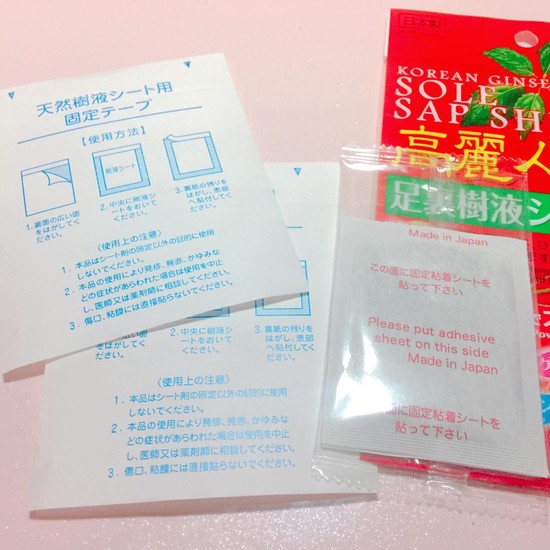 天然樹液シート用
固定テープ
【使用方法】
樹液シート
1.裏面の広い面
をはがしてく
ださい。
2.中央に樹液シ
ートをおいて
ください。
3.裏紙の残りを
はがし、患部
へ貼付してく
ださい。
〈使用上の注意〉
1.本品はシート剤の固定以外の目的に使用
しないでください。
2.本品の使用により発疹、発赤、かゆみな
どの症状があらわれた場合は使用を中止
し、医師又は薬剤師に相談してください。
3.傷口、粘膜には直接貼らないでください。
をはがしてく
ださい。
2.中央に樹液シ
ートをおいて
ください。
3.裏紙の残りを
はがし、患部
へ貼付してく
ださい。
〈使用上の注意〉
1.本品はシート剤の固定以外の目的に使用
しないでください。
2.本品の使用により発疹、発赤、かゆみな
どの症状があらわれた場合は使用を中止
し、医師又は薬剤師に相談してください。
3.傷口、粘膜には直接貼らないでください。
日本製
KOREAN GINSE
SOLE
SAP SH
高麗人
足裏樹液シ
Made in Japan
この面に固定粘着シートを
貼って下さい
Please put adhesive
sheet on this side
Made in Japan
面に固定粘着シートを
貼って下さい